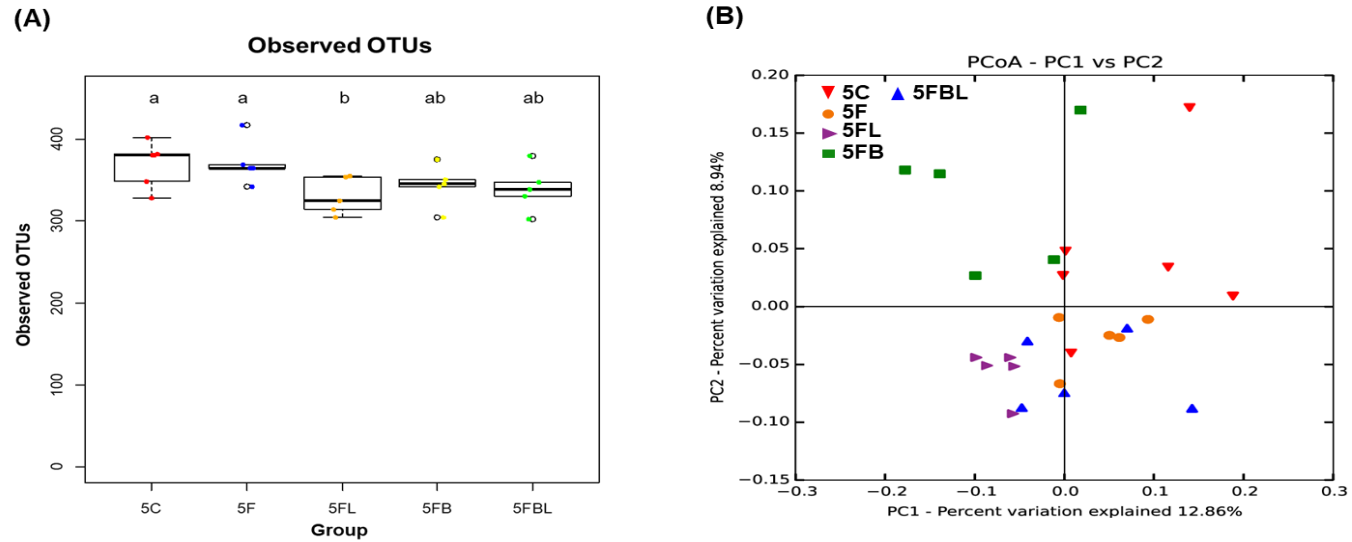 (A)
Observed OTUs
a a b ab ab
Observed OTUs
400
300
200
100
0
5C 5F 5FL 5FB 5FBL
Group
(B)
PCoA - PC1 vs PC2
5C 5FBL
5F
5FL
5FB
PC2 - Percent variation explained 8.94%
0.20
0.15
0.10
0.05
0.00
−0.05
−0.10
−0.15
−0.3 −0.2 −0.1 0.0 0.1 0.2 0.3
PC1 - Percent variation explained 12.86%